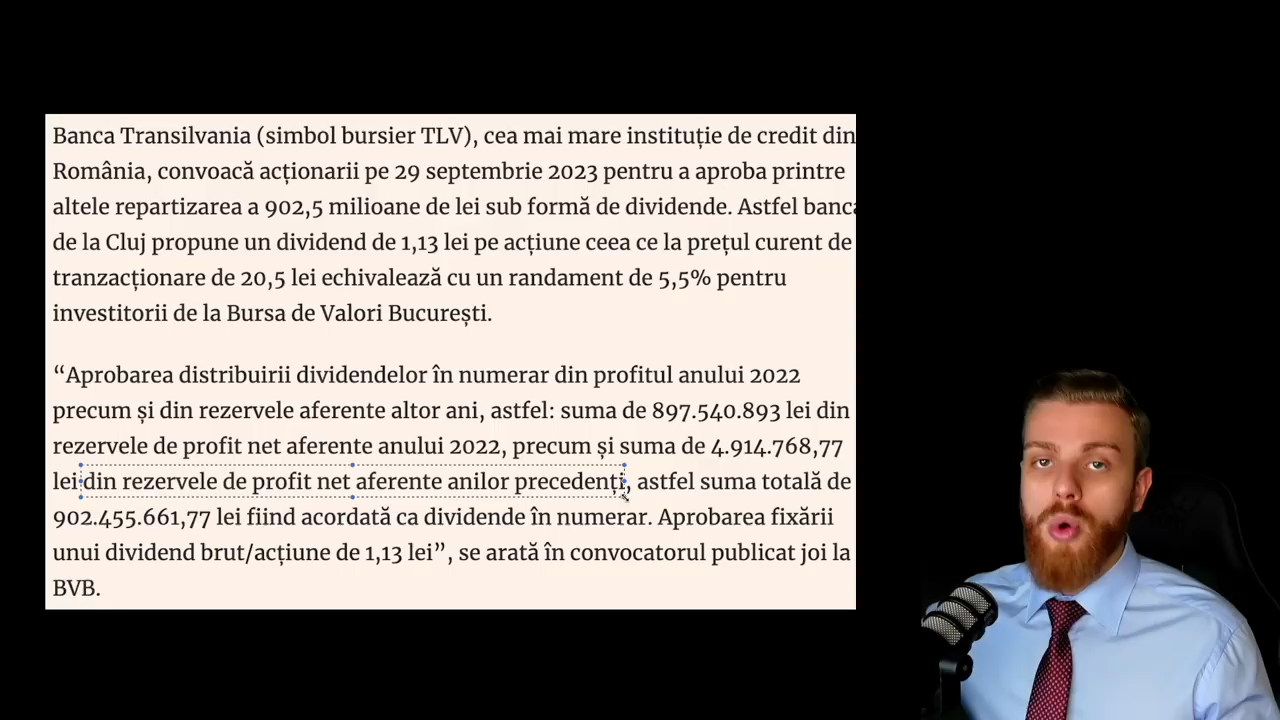 Banca Transilvania (simbol bursier TLV), cea mai mare instituție de credit din
România, convoacă acționarii pe 29 septembrie 2023 pentru a aproba printre
altele repartizarea a 902,5 milioane de lei sub formă de dividende. Astfel banca
de la Cluj propune un dividend de 1,13 lei pe acțiune ceea ce la prețul curent de
tranzacționare de 20,5 lei echivalează cu un randament de 5,5% pentru
investitorii de la Bursa de Valori București.
“Aprobarea distribuirii dividendelor în numerar din profitul anului 2022
precum și din rezervele aferente altor ani, astfel: suma de 897.540.893 lei din
rezervele de profit net aferente anului 2022, precum și suma de 4.914.768,77
lei din rezervele de profit net aferente anilor precedenți, astfel suma totală de
902.455.661,77 lei fiind acordată ca dividende în numerar. Aprobarea fixării
unui dividend brut/acțiune de 1,13 lei”, se arată în convocatorul publicat joi la
BVB.